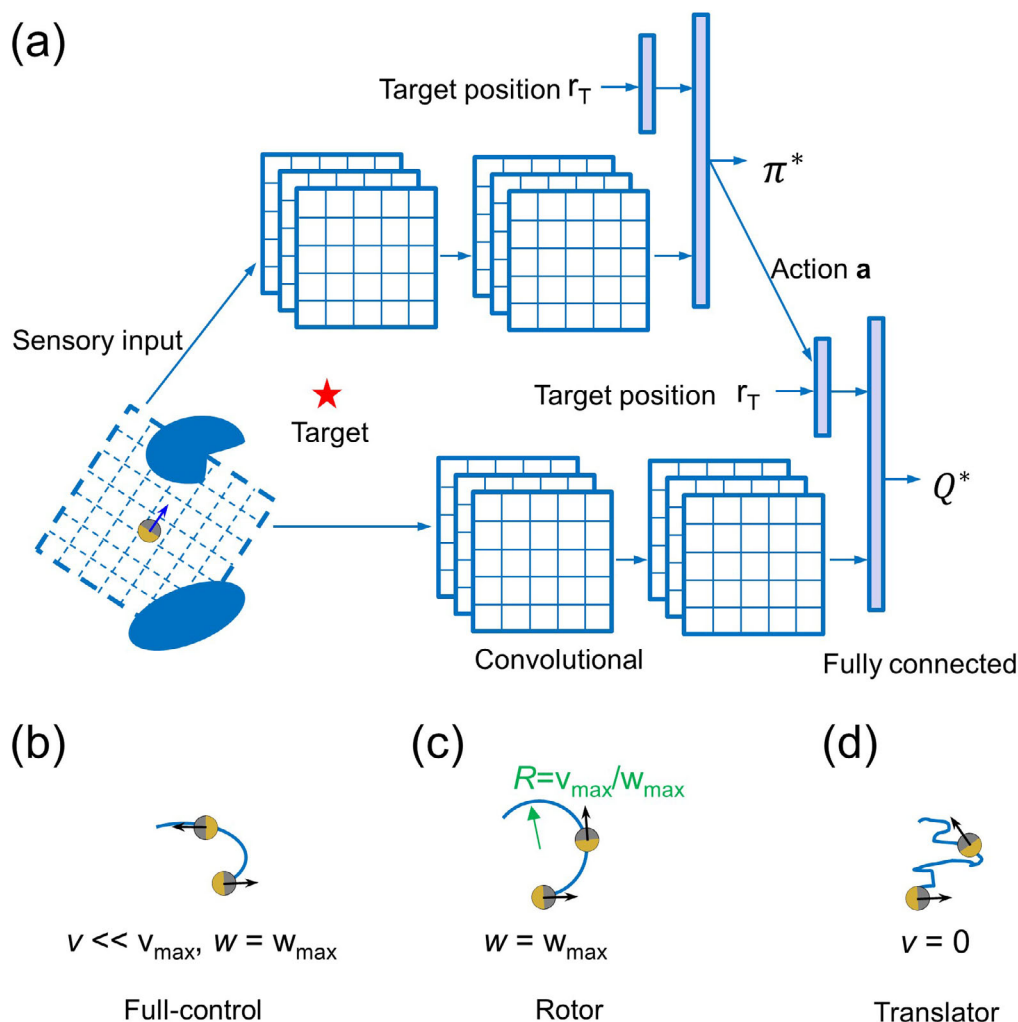 (a)
Target position r_T
π*
Action a
Sensory input
Target position r_T
Target
Q*
Convolutional
Fully connected
(b)
(c)
(d)
R=v_max/w_max
v << v_max, w = w_max
w = w_max
v = 0
Full-control
Rotor
Translator